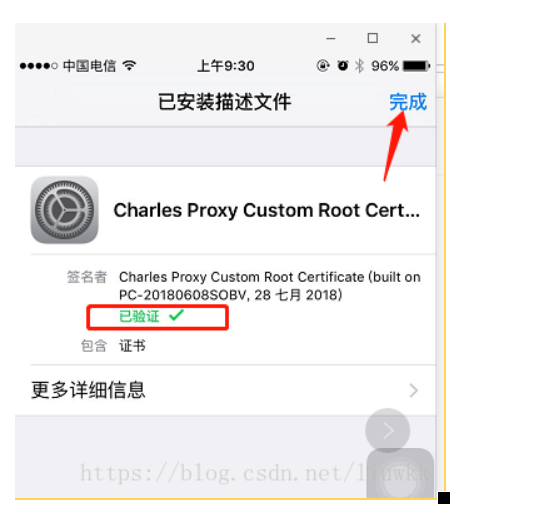 中国电信 上午9:30 96%
已安装描述文件 完成
Charles Proxy Custom Root Cert...
签名者 Charles Proxy Custom Root Certificate (built on
PC-20180608SOBV, 28 七月 2018)
已验证
包含 证书
更多详细信息
https://blog.csdn.net/